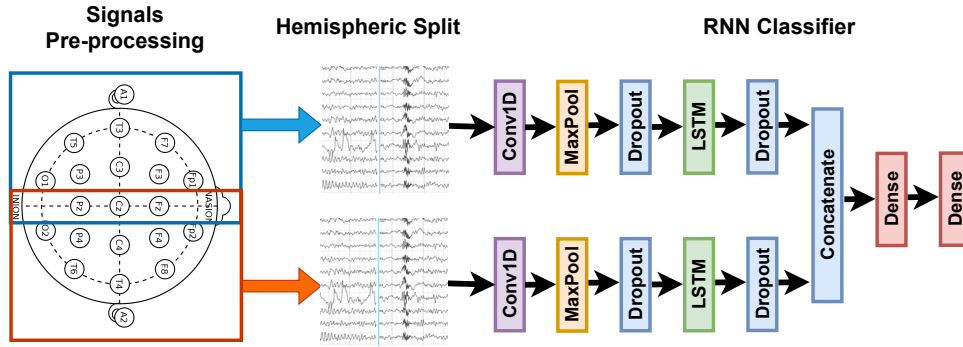 Signals
Pre-processing
Hemispheric Split
RNN Classifier
A1
T3
T5
F7
C3
P3
F3
O1
Fp1
INION
Pz
Cz
Fz
NASION
O2
Fp2
P4
F4
C4
T6
F8
T4
A2
Conv1D
MaxPool
Dropout
LSTM
Dropout
Conv1D
MaxPool
Dropout
LSTM
Dropout
Concatenate
Dense
Dense